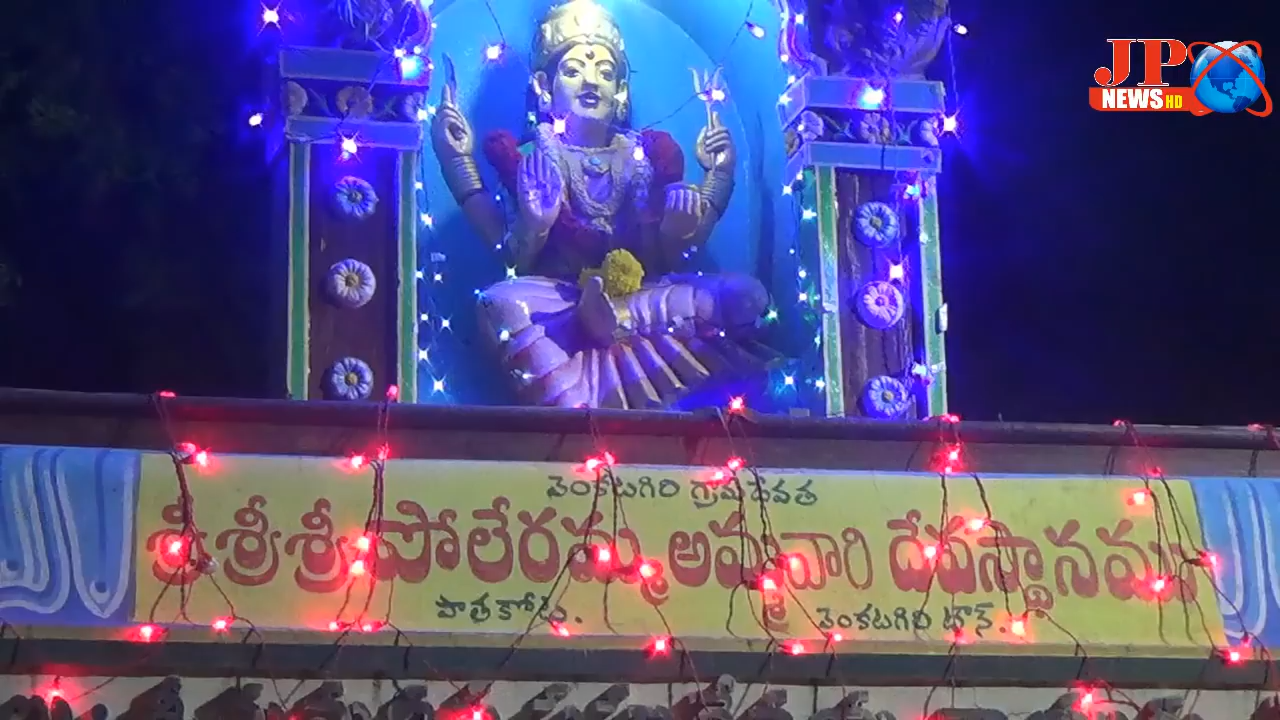 JP
NEWS HD
వెంకటగిరి గ్రామదేవత
శ్రీ శ్రీ శ్రీ పోలేరమ్మ అమ్మవారి దేవస్థానము
పాతకోట.
వెంకటగిరి టౌన్.